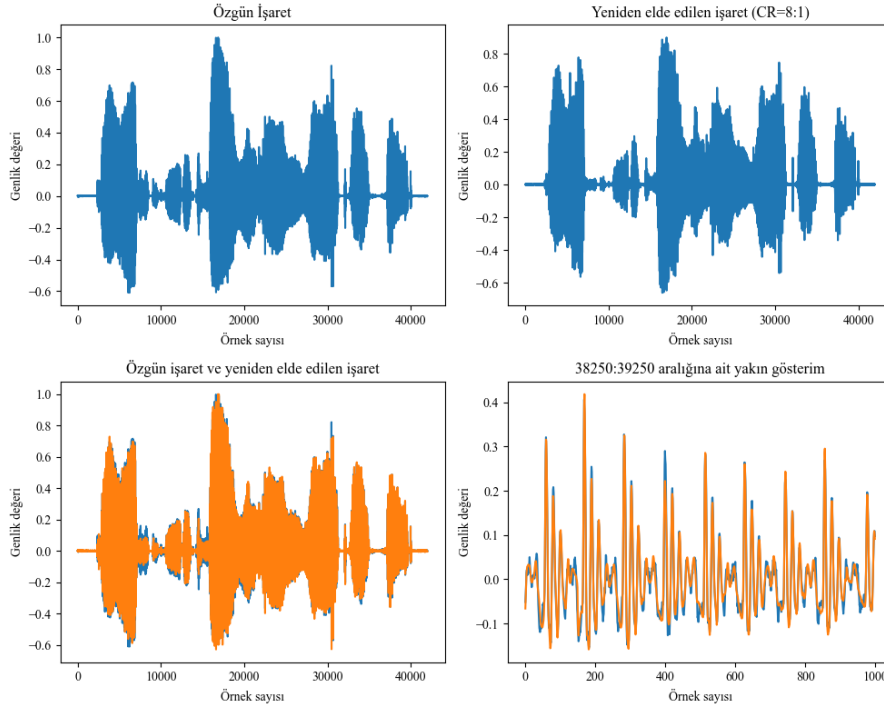 Özgün İşaret
1.0
0.8
0.6
0.4
0.2
0.0
−0.2
−0.4
−0.6
Genlik değeri
0 10000 20000 30000 40000
Örnek sayısı
Yeniden elde edilen işaret (CR=8:1)
0.8
0.6
0.4
0.2
0.0
−0.2
−0.4
−0.6
Genlik değeri
0 10000 20000 30000 40000
Örnek sayısı
Özgün işaret ve yeniden elde edilen işaret
1.0
0.8
0.6
0.4
0.2
0.0
−0.2
−0.4
−0.6
Genlik değeri
0 10000 20000 30000 40000
Örnek sayısı
38250:39250 aralığına ait yakın gösterim
0.4
0.3
0.2
0.1
0.0
−0.1
Genlik değeri
0 200 400 600 800 1000
Örnek sayısı